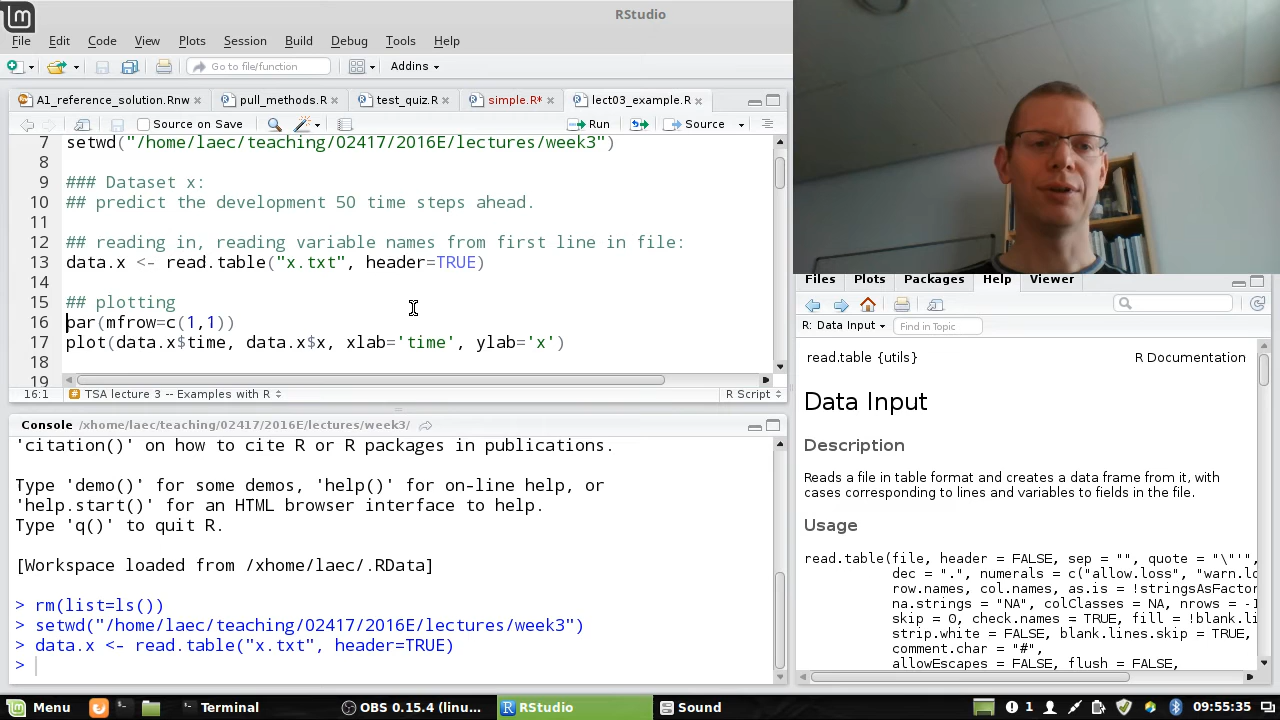 RStudio
File Edit Code View Plots Session Build Debug Tools Help
Go to file/function Addins
A1_reference_solution.Rnw pull_methods.R test_quiz.R simple.R* lect03_example.R
Source on Save Run Source
7 setwd("/home/laec/teaching/02417/2016E/lectures/week3")
8
9 ### Dataset x:
10 ## predict the development 50 time steps ahead.
11
12 ## reading in, reading variable names from first line in file:
13 data.x <- read.table("x.txt", header=TRUE)
14
15 ## plotting
16 par(mfrow=c(1,1))
17 plot(data.x$time, data.x$x, xlab='time', ylab='x')
18
19
16:1 TSA lecture 3 -- Examples with R R Script
Console /xhome/laec/teaching/02417/2016E/lectures/week3/
'citation()' on how to cite R or R packages in publications.
Type 'demo()' for some demos, 'help()' for on-line help, or
'help.start()' for an HTML browser interface to help.
Type 'q()' to quit R.
[Workspace loaded from /xhome/laec/.RData]
> rm(list=ls())
> setwd("/home/laec/teaching/02417/2016E/lectures/week3")
> data.x <- read.table("x.txt", header=TRUE)
>
Files Plots Packages Help Viewer
R: Data Input Find in Topic
read.table {utils} R Documentation
Data Input
Description
Reads a file in table format and creates a data frame from it, with
cases corresponding to lines and variables to fields in the file.
Usage
read.table(file, header = FALSE, sep = "", quote = "\"'",
dec = ".", numerals = c("allow.loss", "warn.lo
row.names, col.names, as.is = !stringsAsFactor
na.strings = "NA", colClasses = NA, nrows = -1
skip = 0, check.names = TRUE, fill = !blank.li
strip.white = FALSE, blank.lines.skip = TRUE,
comment.char = "#",
allowEscapes = FALSE, flush = FALSE,
Menu Terminal OBS 0.15.4 (linu... RStudio Sound 1 09:55:35